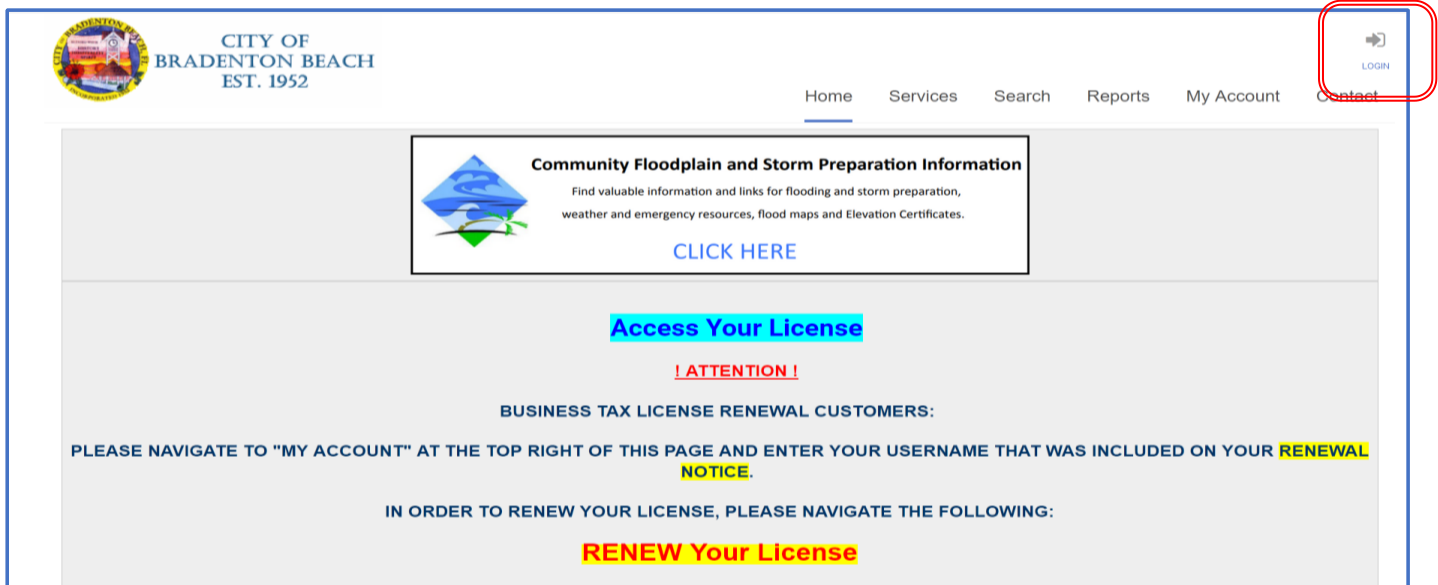 CITY OF
BRADENTON BEACH
EST. 1952
LOGIN
Home Services Search Reports My Account Contact
Community Floodplain and Storm Preparation Information
Find valuable information and links for flooding and storm preparation,
weather and emergency resources, flood maps and Elevation Certificates.
CLICK HERE
Access Your License
! ATTENTION !
BUSINESS TAX LICENSE RENEWAL CUSTOMERS:
PLEASE NAVIGATE TO "MY ACCOUNT" AT THE TOP RIGHT OF THIS PAGE AND ENTER YOUR USERNAME THAT WAS INCLUDED ON YOUR RENEWAL
NOTICE.
IN ORDER TO RENEW YOUR LICENSE, PLEASE NAVIGATE THE FOLLOWING:
RENEW Your License